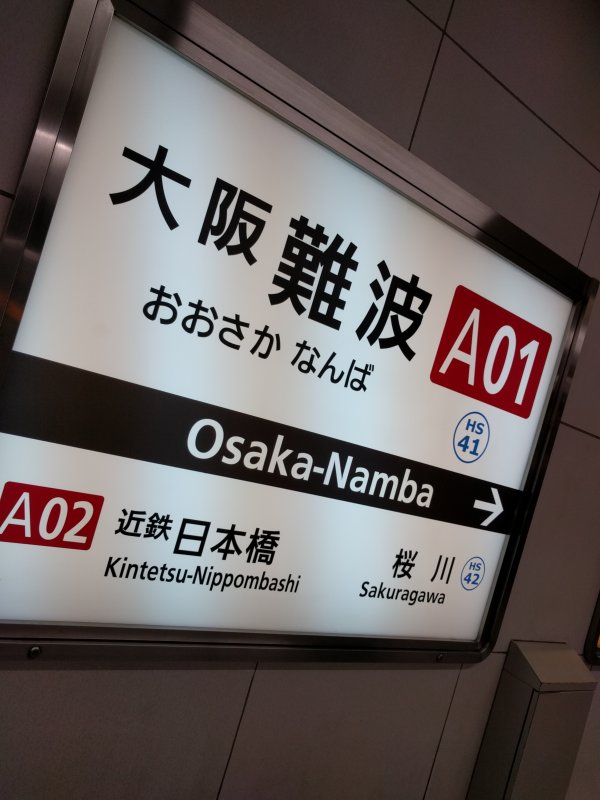 大阪難波
おおさか なんば
A01
HS
41
Osaka-Namba →
A02
近鉄日本橋
Kintetsu-Nippombashi
桜川
Sakuragawa
HS
42